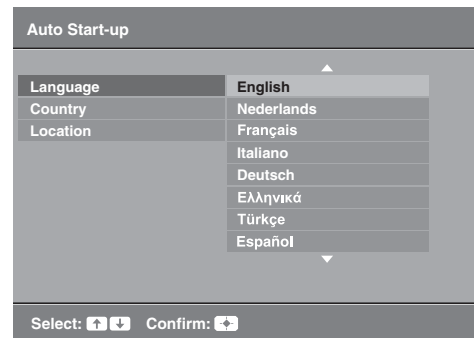 Auto Start-up
Language
Country
Location
English
Nederlands
Français
Italiano
Deutsch
Ελληνικά
Türkçe
Español
Select: ↑ ↓ Confirm: